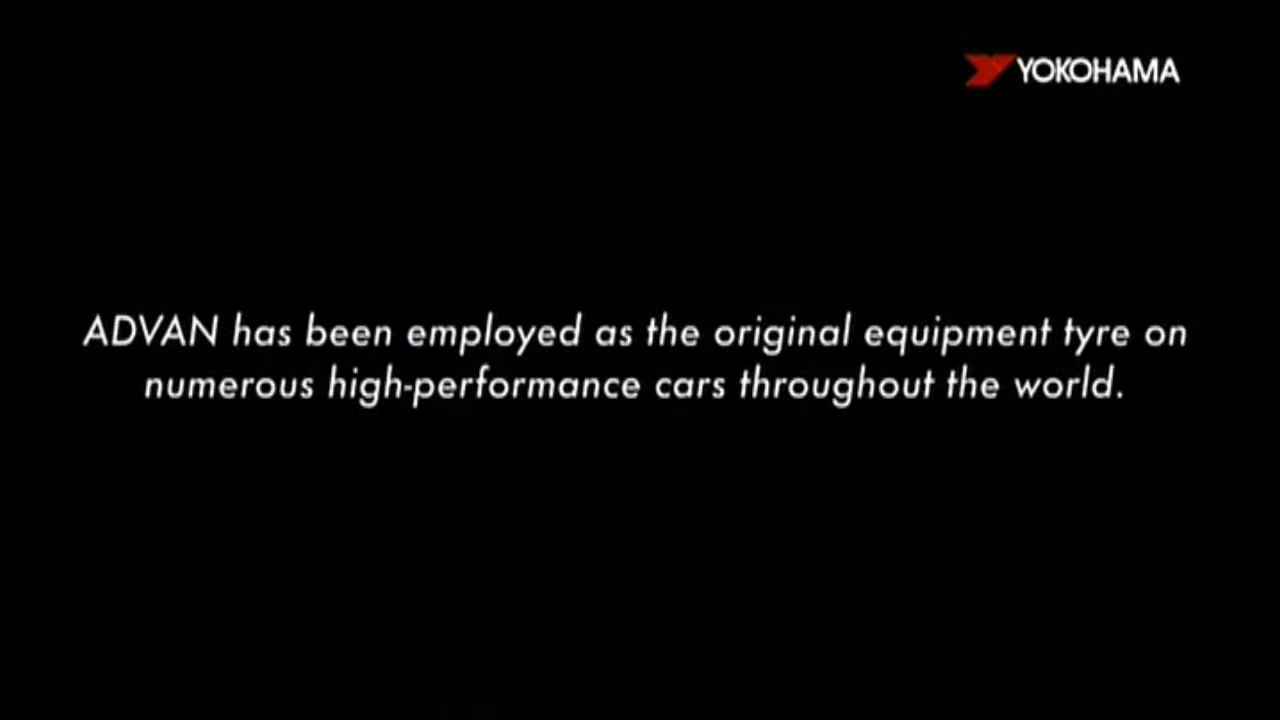 YOKOHAMA
ADVAN has been employed as the original equipment tyre on
numerous high-performance cars throughout the world.